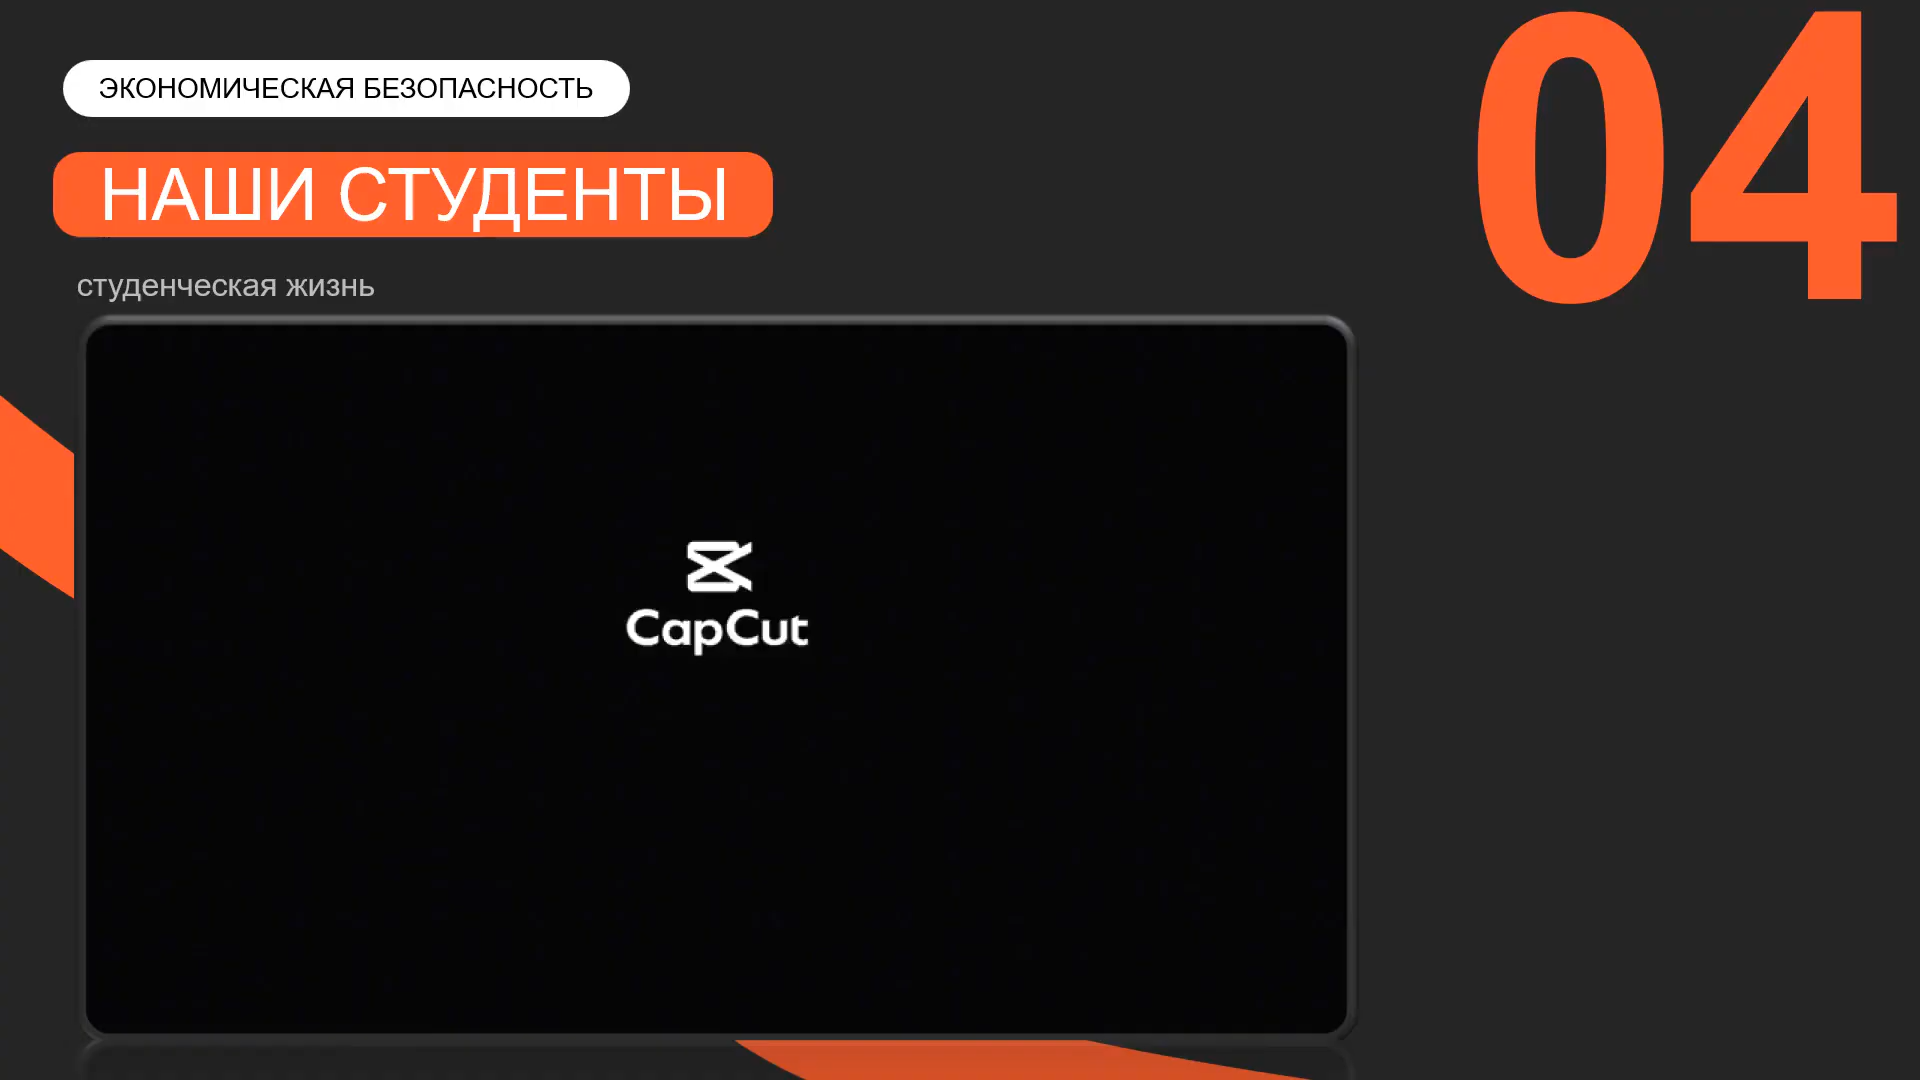 ЭКОНОМИЧЕСКАЯ БЕЗОПАСНОСТЬ
04
НАШИ СТУДЕНТЫ
студенческая жизнь
CapCut